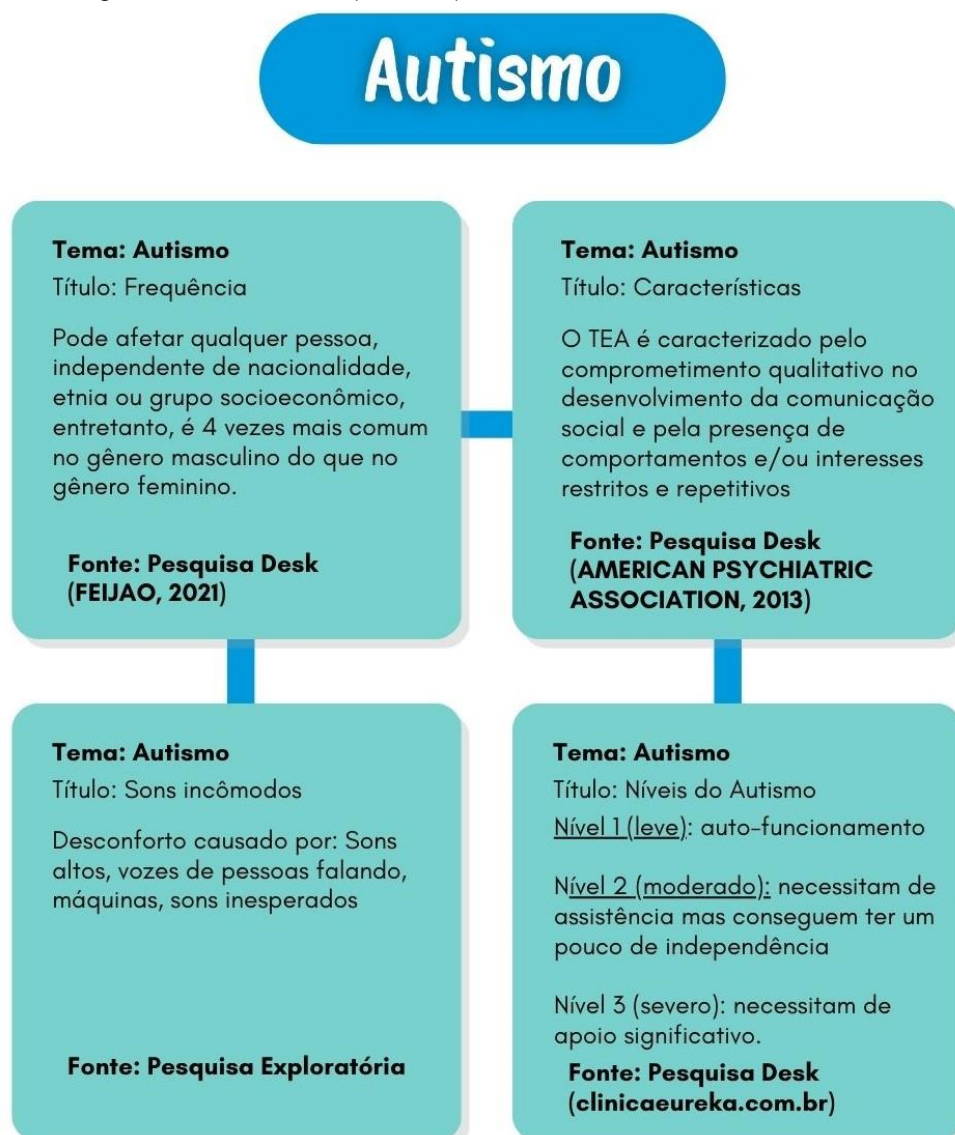 Autismo
Tema: Autismo
Título: Frequência
Pode afetar qualquer pessoa,
independente de nacionalidade,
etnia ou grupo socioeconômico,
entretanto, é 4 vezes mais comum
no gênero masculino do que no
gênero feminino.
Fonte: Pesquisa Desk
(FEIJAO, 2021)
Tema: Autismo
Título: Características
O TEA é caracterizado pelo
comprometimento qualitativo no
desenvolvimento da comunicação
social e pela presença de
comportamentos e/ou interesses
restritos e repetitivos
Fonte: Pesquisa Desk
(AMERICAN PSYCHIATRIC
ASSOCIATION, 2013)
Tema: Autismo
Título: Sons incômodos
Desconforto causado por: Sons
altos, vozes de pessoas falando,
máquinas, sons inesperados
Fonte: Pesquisa Exploratória
Tema: Autismo
Título: Níveis do Autismo
Nível 1 (leve): auto-funcionamento
Nível 2 (moderado): necessitam de
assistência mas conseguem ter um
pouco de independência
Nível 3 (severo): necessitam de
apoio significativo.
Fonte: Pesquisa Desk
(clinicaeureka.com.br)